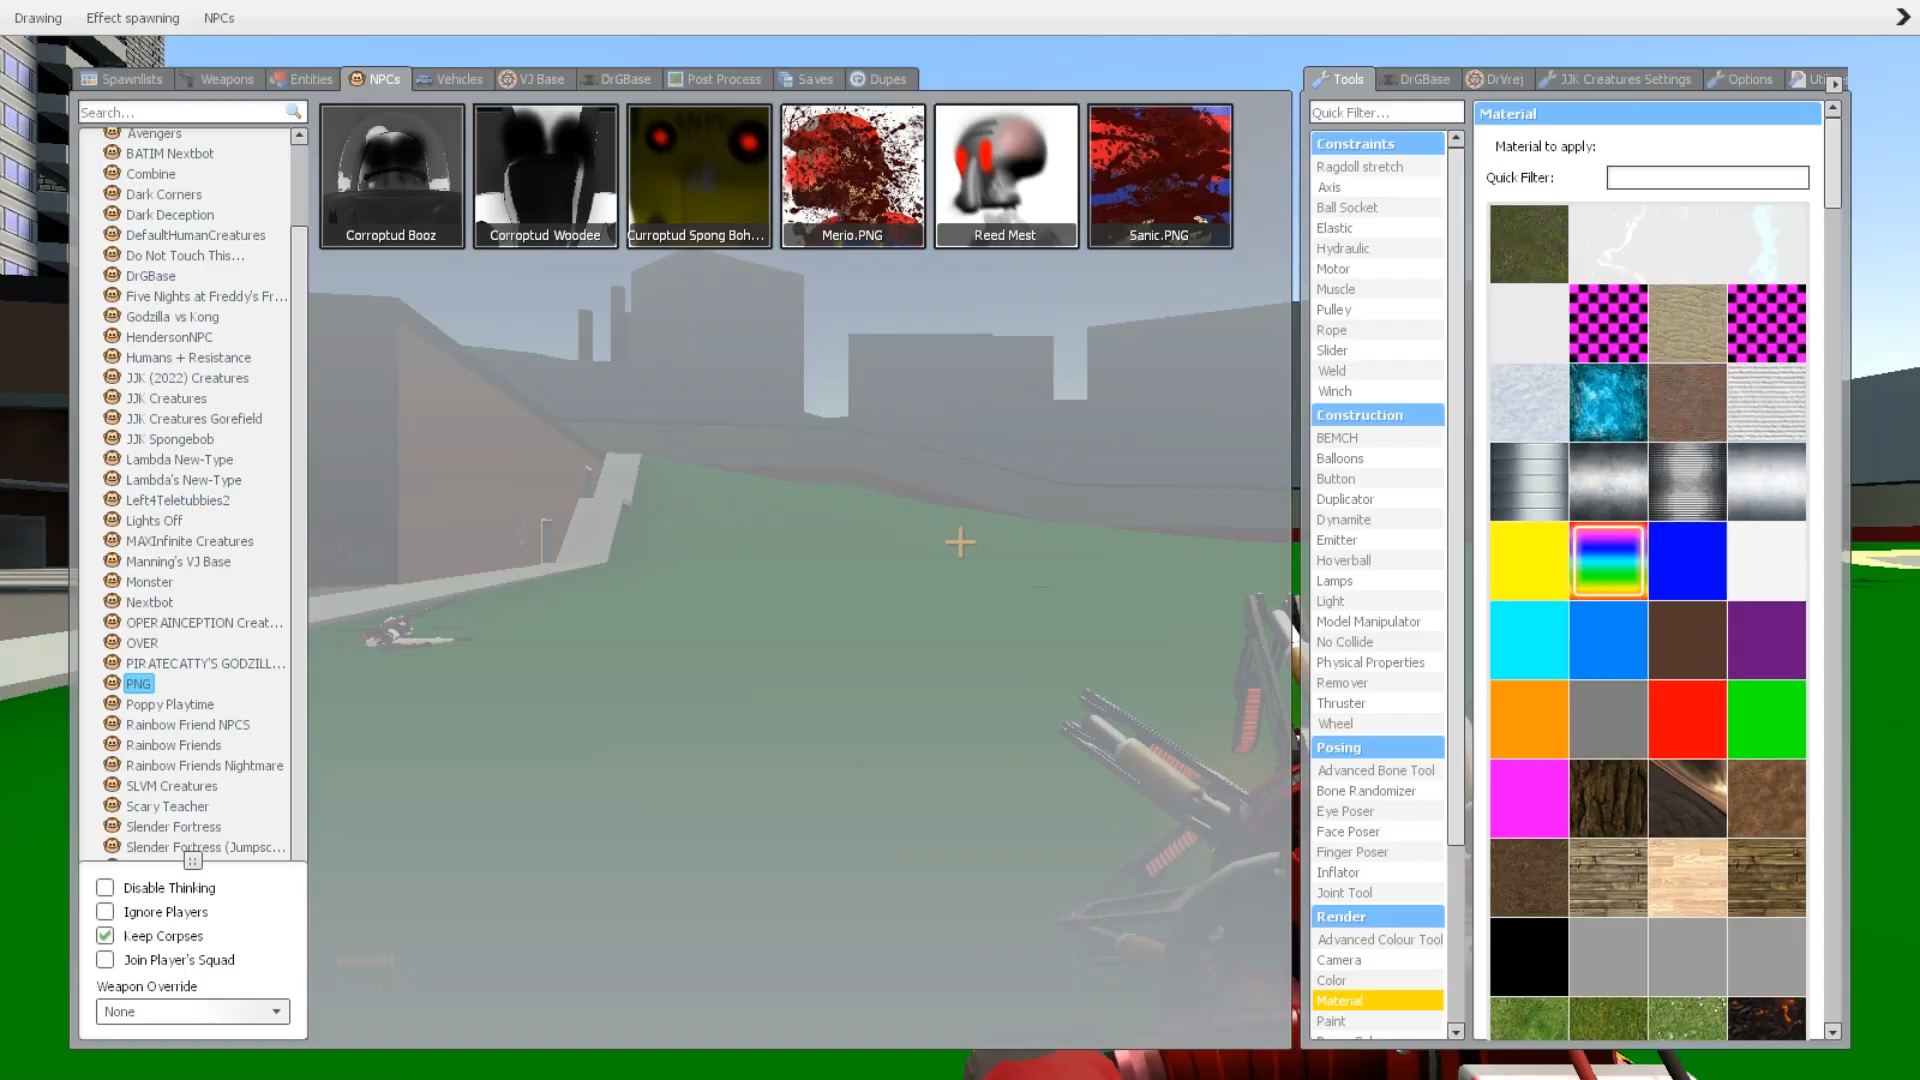 Drawing Effect spawning NPCs
Spawnlists Weapons Entities NPCs Vehicles VJ Base DrGBase Post Process Saves Dupes
Search...
Avengers
BATIM Nextbot
Combine
Dark Corners
Dark Deception
DefaultHumanCreatures
Do Not Touch This...
DrGBase
Five Nights at Freddy's Fr...
Godzilla vs Kong
HendersonNPC
Humans + Resistance
JJK (2022) Creatures
JJK Creatures
JJK Creatures Gorefield
JJK Spongebob
Lambda New-Type
Lambda's New-Type
Left4Teletubbies2
Lights Off
MAXInfinite Creatures
Manning's VJ Base
Monster
Nextbot
OPERAINCEPTION Creat...
OVER
PIRATECATTY'S GODZILL...
PNG
Poppy Playtime
Rainbow Friend NPCS
Rainbow Friends
Rainbow Friends Nightmare
SLVM Creatures
Scary Teacher
Slender Fortress
Slender Fortress (Jumpsc...
Disable Thinking
Ignore Players
Keep Corpses
Join Player's Squad
Weapon Override
None
Corroptud Booz
Corroptud Woodee
Curroptud Spong Boh...
Merio.PNG
Reed Mest
Sanic.PNG
Tools DrGBase DrVrej JJK Creatures Settings Options Utili
Quick Filter...
Constraints
Ragdoll stretch
Axis
Ball Socket
Elastic
Hydraulic
Motor
Muscle
Pulley
Rope
Slider
Weld
Winch
Construction
BEMCH
Balloons
Button
Duplicator
Dynamite
Emitter
Hoverball
Lamps
Light
Model Manipulator
No Collide
Physical Properties
Remover
Thruster
Wheel
Posing
Advanced Bone Tool
Bone Randomizer
Eye Poser
Face Poser
Finger Poser
Inflator
Joint Tool
Render
Advanced Colour Tool
Camera
Color
Material
Paint
Material
Material to apply:
Quick Filter: